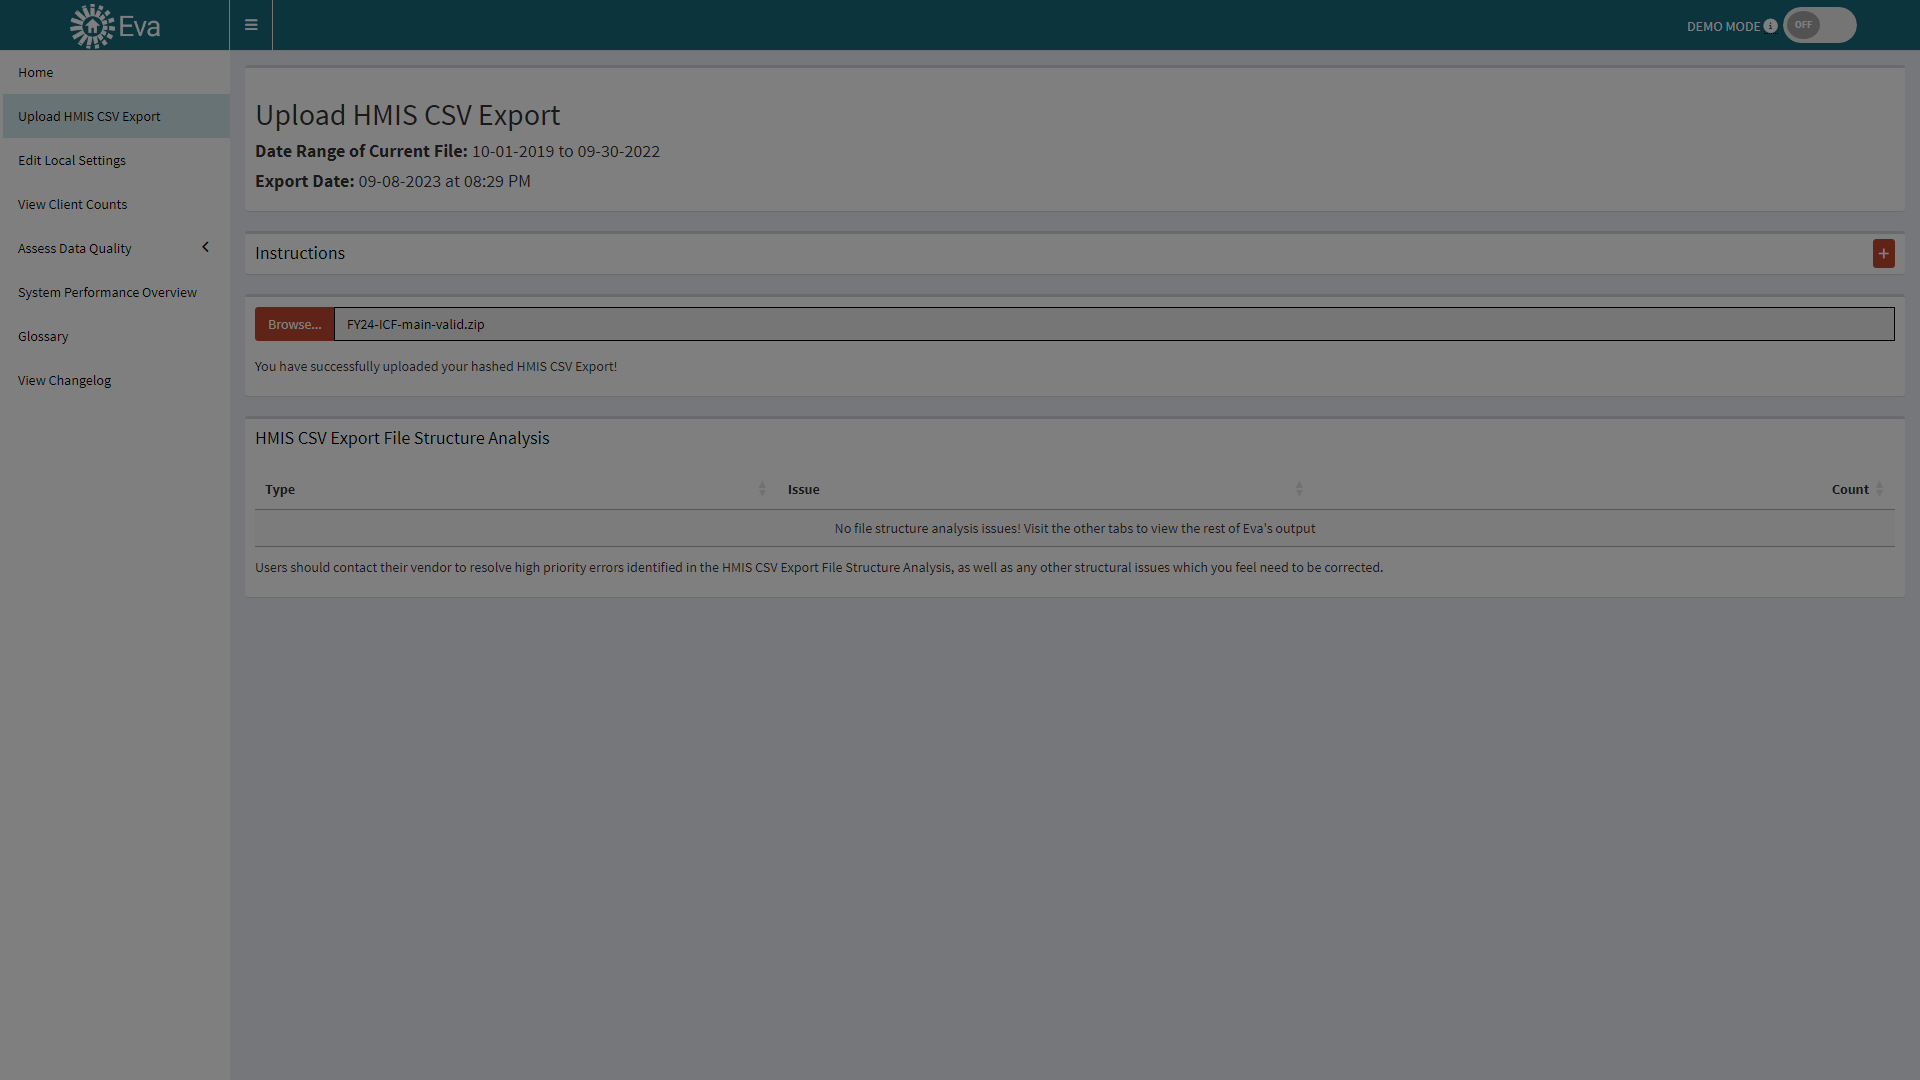 Eva
DEMO MODE
OFF
Home
Upload HMIS CSV Export
Edit Local Settings
View Client Counts
Assess Data Quality
System Performance Overview
Glossary
View Changelog
Upload HMIS CSV Export
Date Range of Current File: 10-01-2019 to 09-30-2022
Export Date: 09-08-2023 at 08:29 PM
Instructions
Browse... FY24-ICF-main-valid.zip
You have successfully uploaded your hashed HMIS CSV Export!
HMIS CSV Export File Structure Analysis
Type Issue Count
No file structure analysis issues! Visit the other tabs to view the rest of Eva's output
Users should contact their vendor to resolve high priority errors identified in the HMIS CSV Export File Structure Analysis, as well as any other structural issues which you feel need to be corrected.